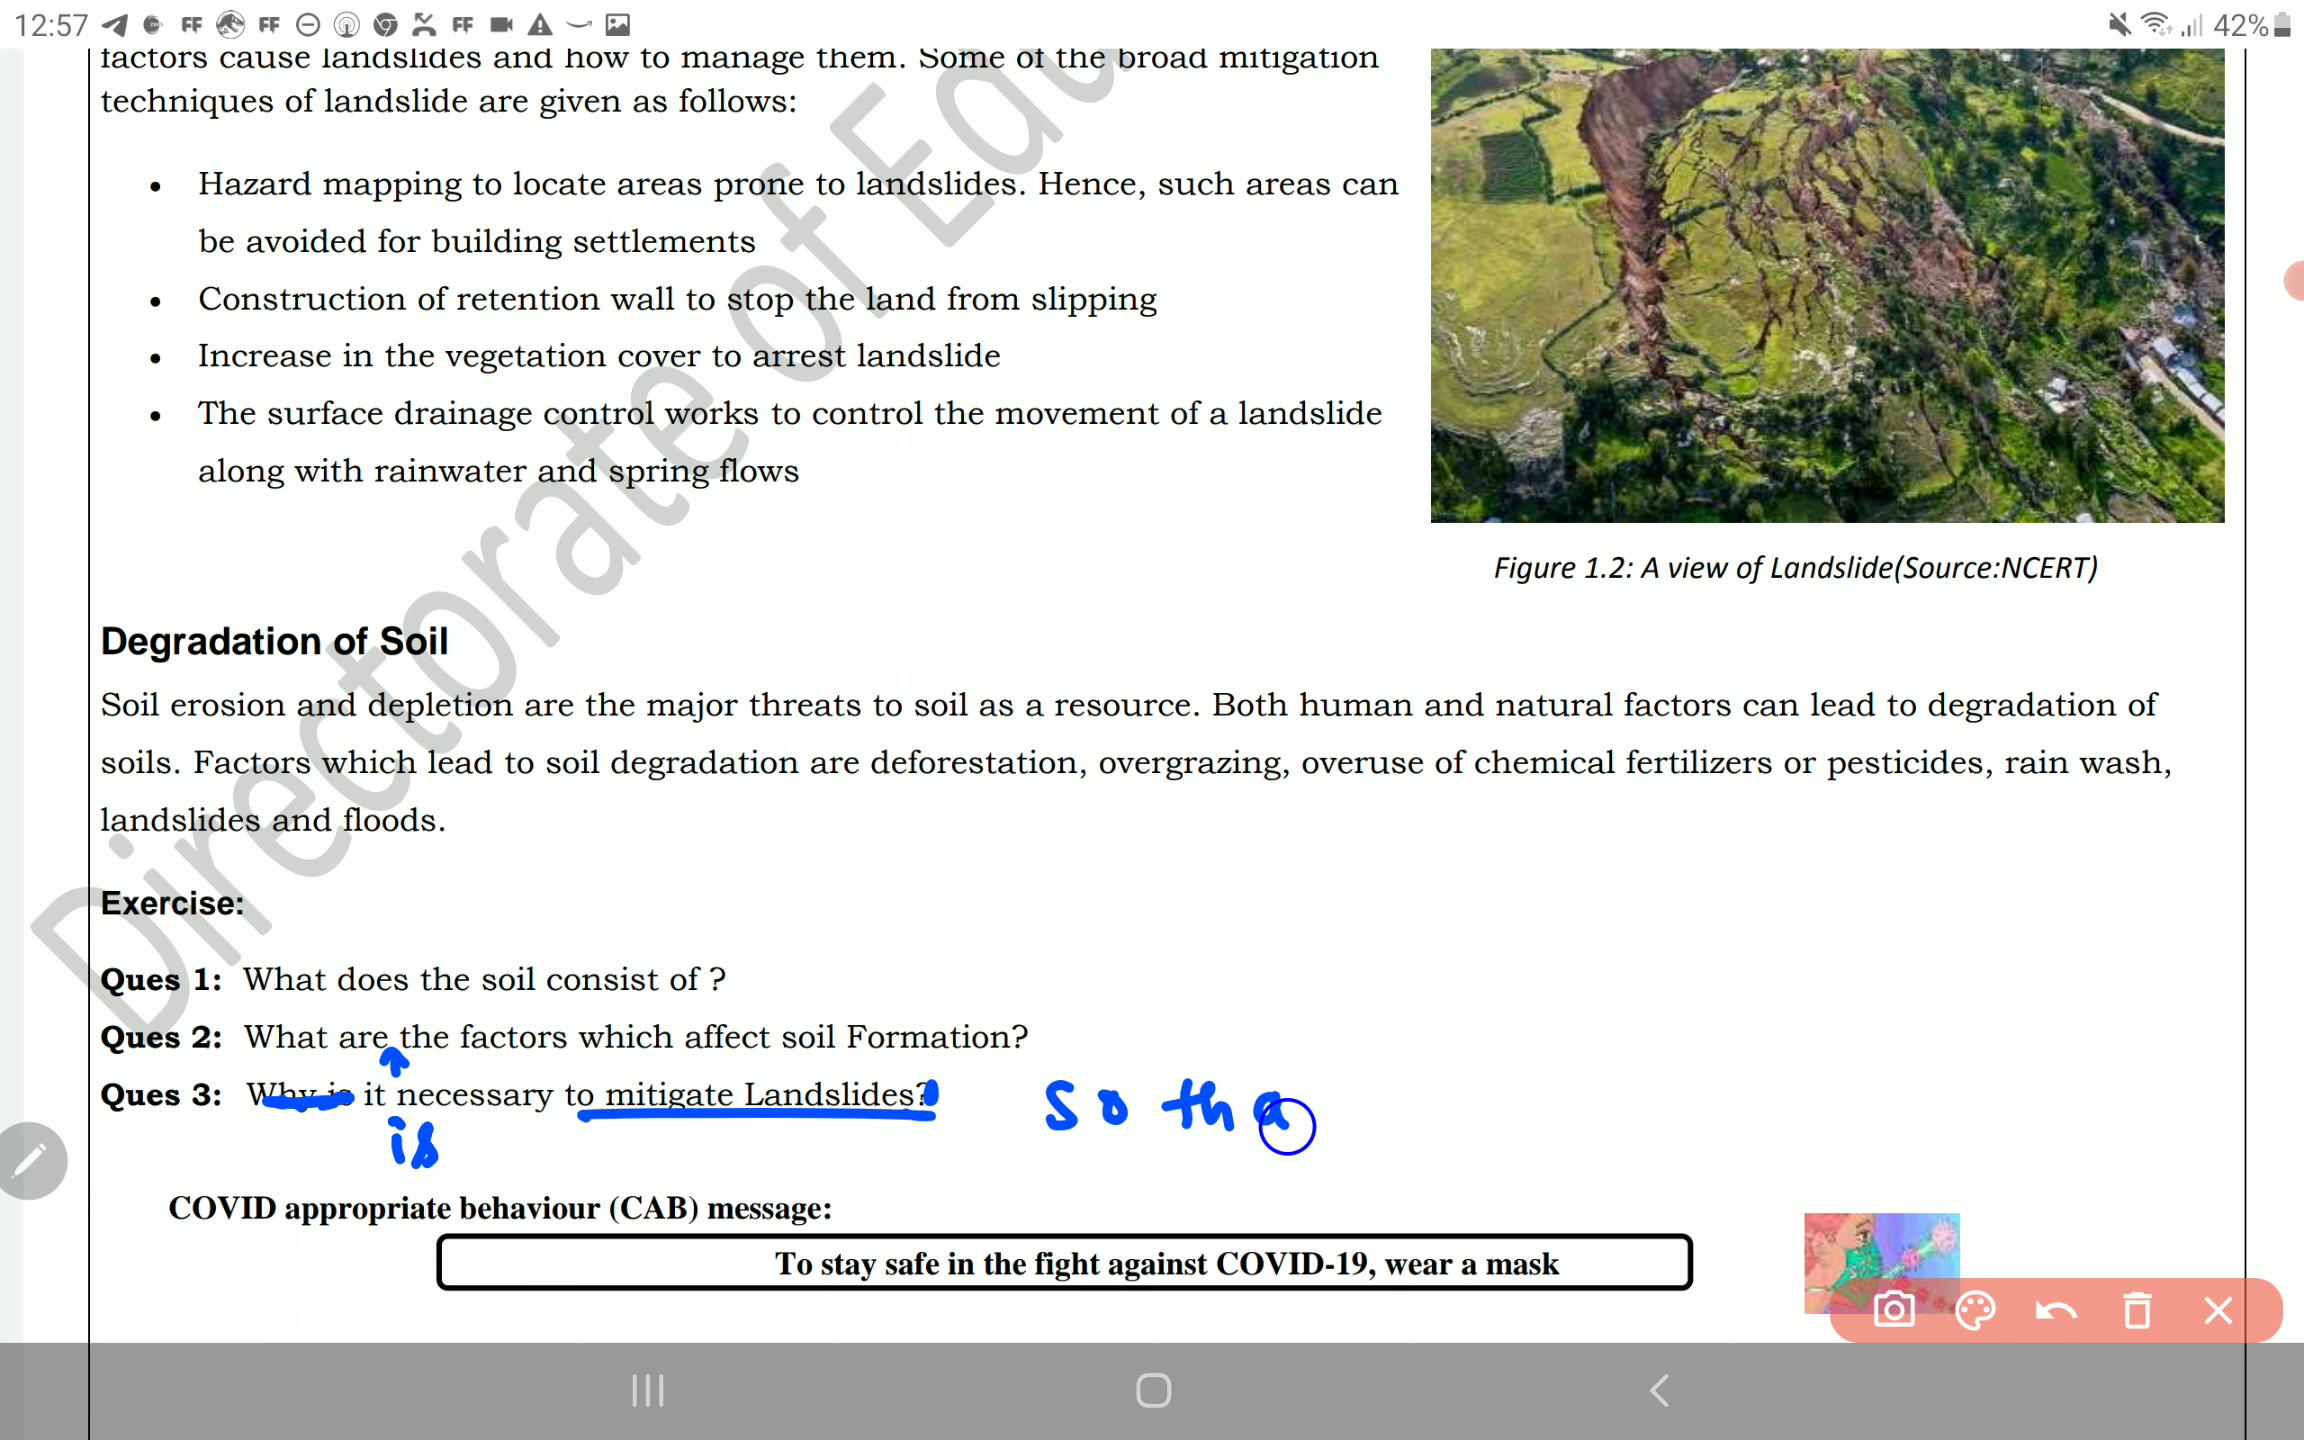 12:57 FF FF FF 42%
factors cause landslides and how to manage them. Some of the broad mitigation
techniques of landslide are given as follows:
• Hazard mapping to locate areas prone to landslides. Hence, such areas can
be avoided for building settlements
• Construction of retention wall to stop the land from slipping
• Increase in the vegetation cover to arrest landslide
• The surface drainage control works to control the movement of a landslide
along with rainwater and spring flows
Figure 1.2: A view of Landslide(Source:NCERT)
Directorate of Edu
Degradation of Soil
Soil erosion and depletion are the major threats to soil as a resource. Both human and natural factors can lead to degradation of
soils. Factors which lead to soil degradation are deforestation, overgrazing, overuse of chemical fertilizers or pesticides, rain wash,
landslides and floods.
Exercise:
Ques 1: What does the soil consist of ?
Ques 2: What are the factors which affect soil Formation?
Ques 3: Why is it necessary to mitigate Landslides? so tha
is
COVID appropriate behaviour (CAB) message:
To stay safe in the fight against COVID-19, wear a mask